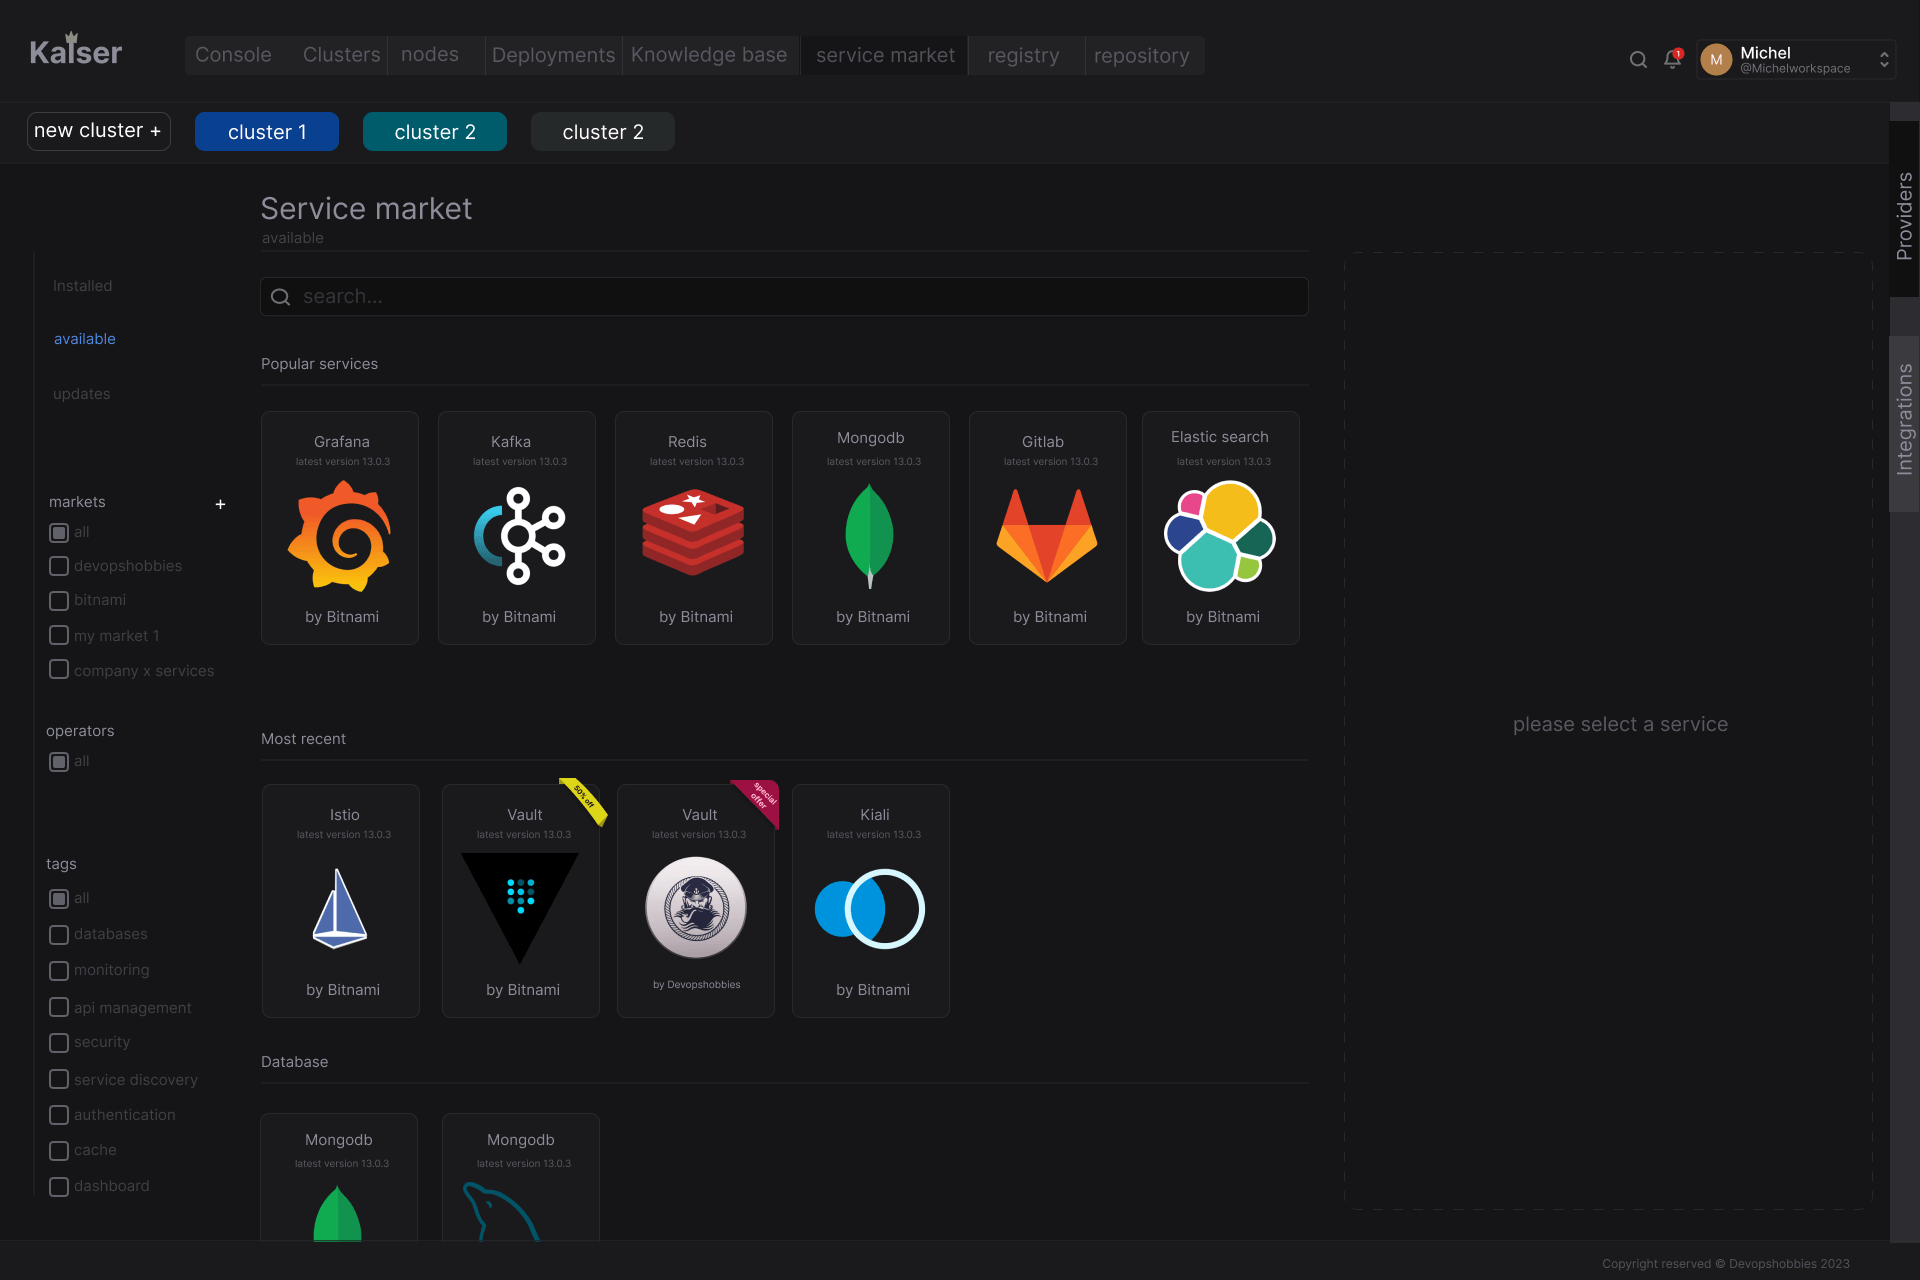 Kaiser
Console
Clusters
nodes
Deployments
Knowledge base
service market
registry
repository
1
M
Michel
@Michelworkspace
new cluster +
cluster 1
cluster 2
cluster 2
Providers
Integrations
Service market
available
Installed
available
updates
search...
Popular services
Grafana
latest version 13.0.3
by Bitnami
Kafka
latest version 13.0.3
by Bitnami
Redis
latest version 13.0.3
by Bitnami
Mongodb
latest version 13.0.3
by Bitnami
Gitlab
latest version 13.0.3
by Bitnami
Elastic search
latest version 13.0.3
by Bitnami
markets +
all
devopshobbies
bitnami
my market 1
company x services
operators
all
tags
all
databases
monitoring
api management
security
service discovery
authentication
cache
dashboard
please select a service
Most recent
Istio
latest version 13.0.3
by Bitnami
50% off
Vault
latest version 13.0.3
by Bitnami
special
offer
Vault
latest version 13.0.3
by Devopshobbies
Kiali
latest version 13.0.3
by Bitnami
Database
Mongodb
latest version 13.0.3
Mongodb
latest version 13.0.3
Copyright reserved © Devopshobbies 2023